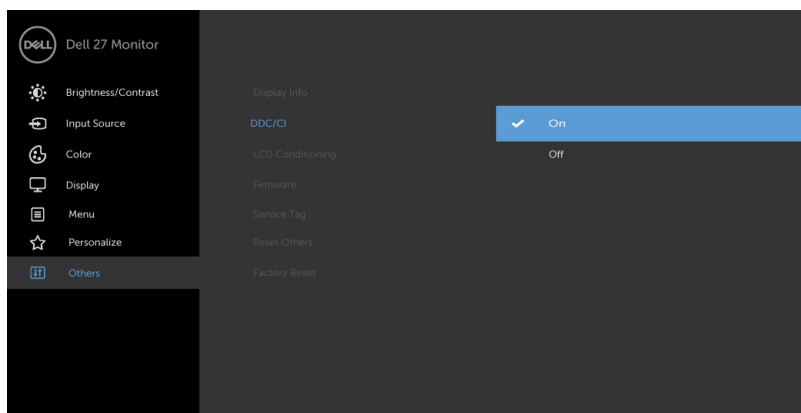 DELL
Dell 27 Monitor
Brightness/Contrast
Input Source
Color
Display
Menu
Personalize
Others
Display Info
DDC/CI
LCD Conditioning
Firmware
Service Tag
Reset Others
Factory Reset
On
Off